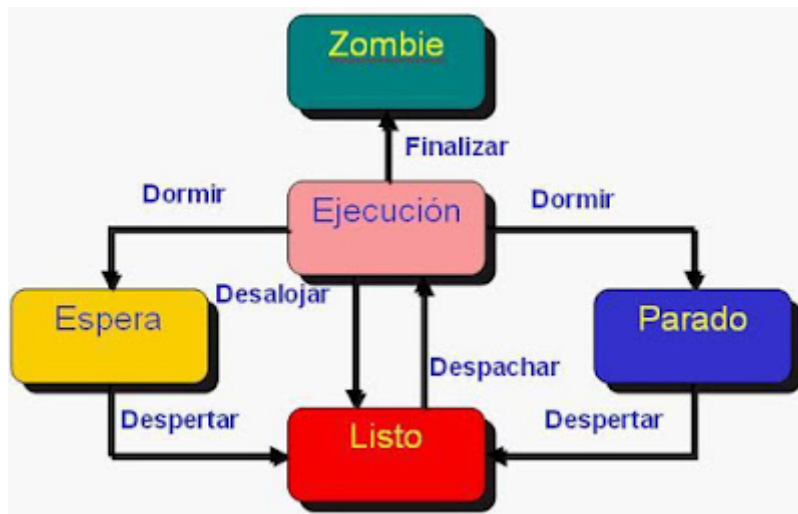 Zombie
Finalizar
Dormir
Ejecución
Dormir
Espera
Desalojar
Parado
Despachar
Despertar
Listo
Despertar